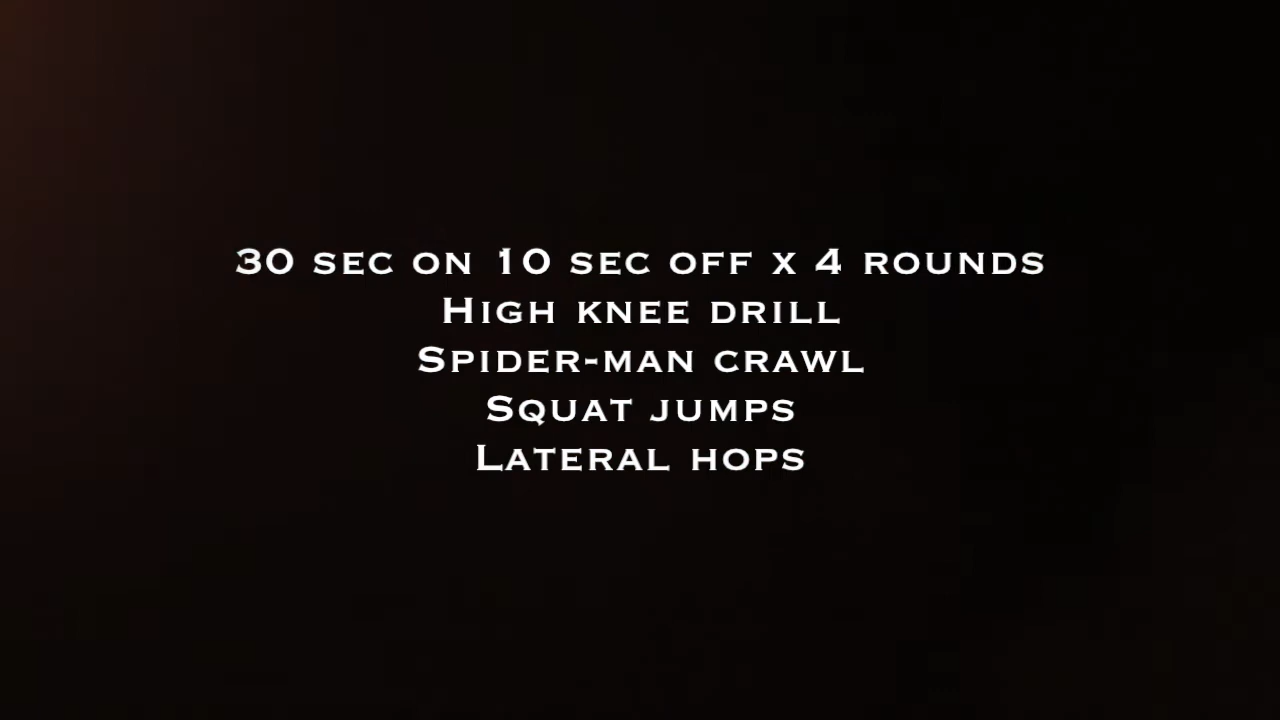 30 SEC ON 10 SEC OFF X 4 ROUNDS
HIGH KNEE DRILL
SPIDER-MAN CRAWL
SQUAT JUMPS
LATERAL HOPS